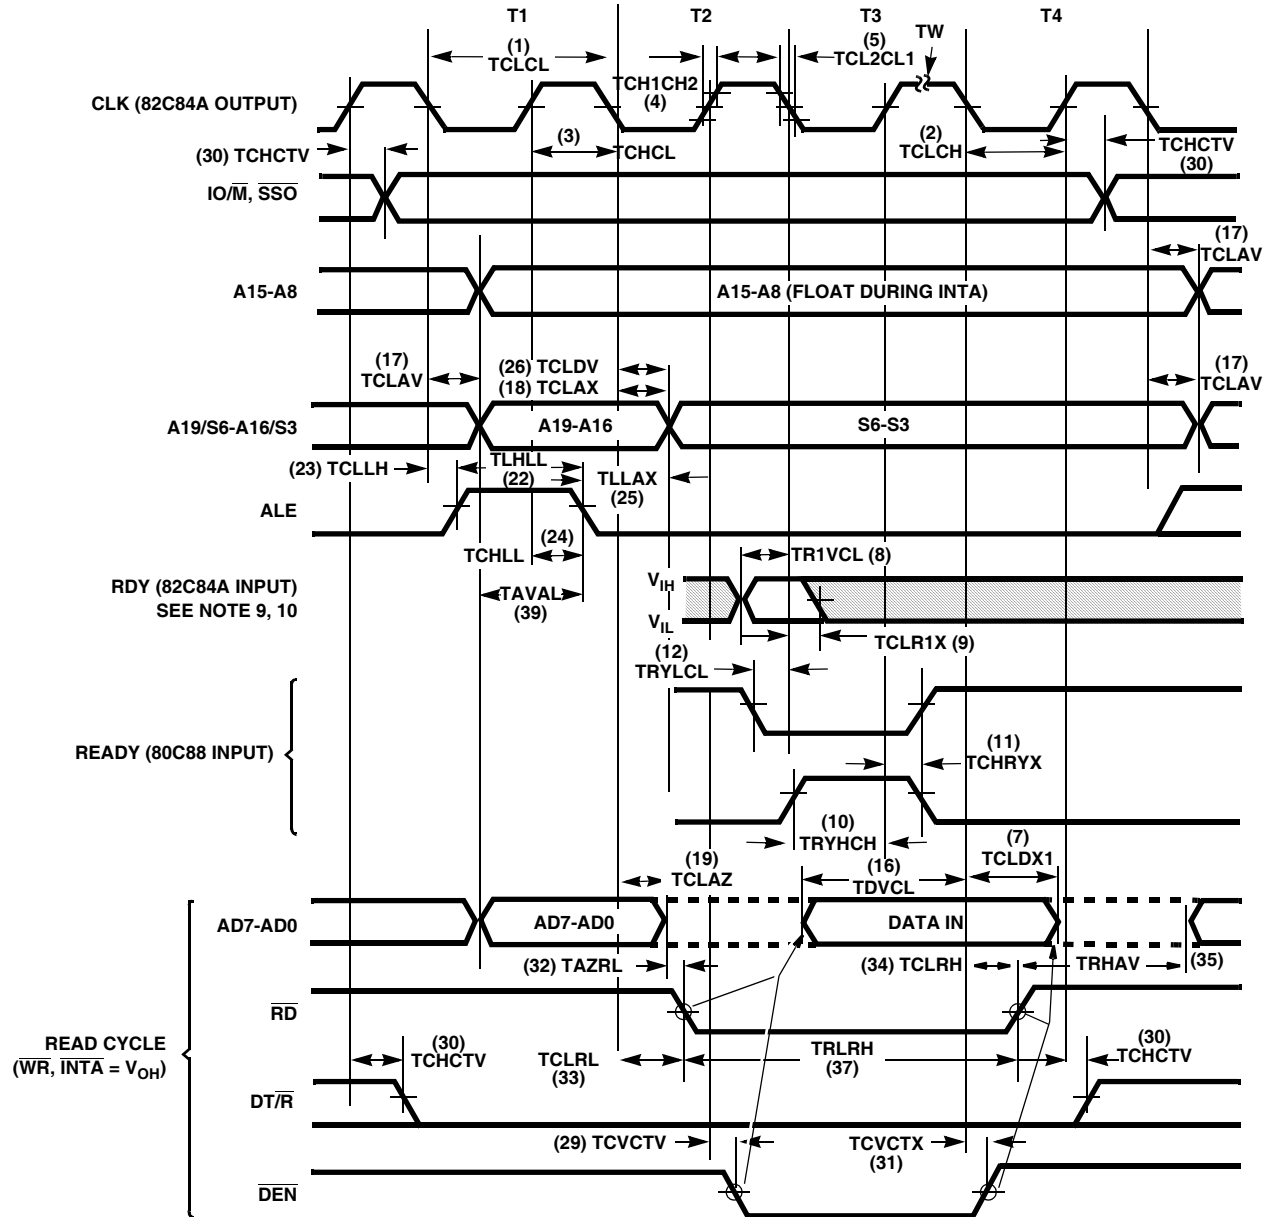 T1 T2 T3 T4
TW
(1)
TCLCL
TCH1CH2
(4)
(5)
TCL2CL1
CLK (82C84A OUTPUT)
(30) TCHCTV
(3)
TCHCL
(2)
TCLCH
TCHCTV
(30)
IO/M̅, S̅S̅O̅
(17)
TCLAV
A15-A8
A15-A8 (FLOAT DURING INTA)
(17)
TCLAV
(26) TCLDV
(18) TCLAX
(17)
TCLAV
A19/S6-A16/S3
A19-A16
S6-S3
(23) TCLLH
TLHLL
(22)
TLLAX
(25)
ALE
TCHLL
(24)
TR1VCL (8)
RDY (82C84A INPUT)
SEE NOTE 9, 10
VIH
VIL
TAVAL
(39)
TCLR1X (9)
(12)
TRYLCL
READY (80C88 INPUT)
(11)
TCHRYX
(10)
TRYHCH
(7)
TCLDX1
(19)
TCLAZ
(16)
TDVCL
AD7-AD0
AD7-AD0
DATA IN
(32) TAZRL
(34) TCLRH
TRHAV
(35)
R̅D̅
READ CYCLE
(W̅R̅, I̅N̅T̅A̅ = VOH)
(30)
TCHCTV
TCLRL
(33)
TRLRH
(37)
(30)
TCHCTV
DT/R̅
(29) TCVCTV
TCVCTX
(31)
D̅E̅N̅